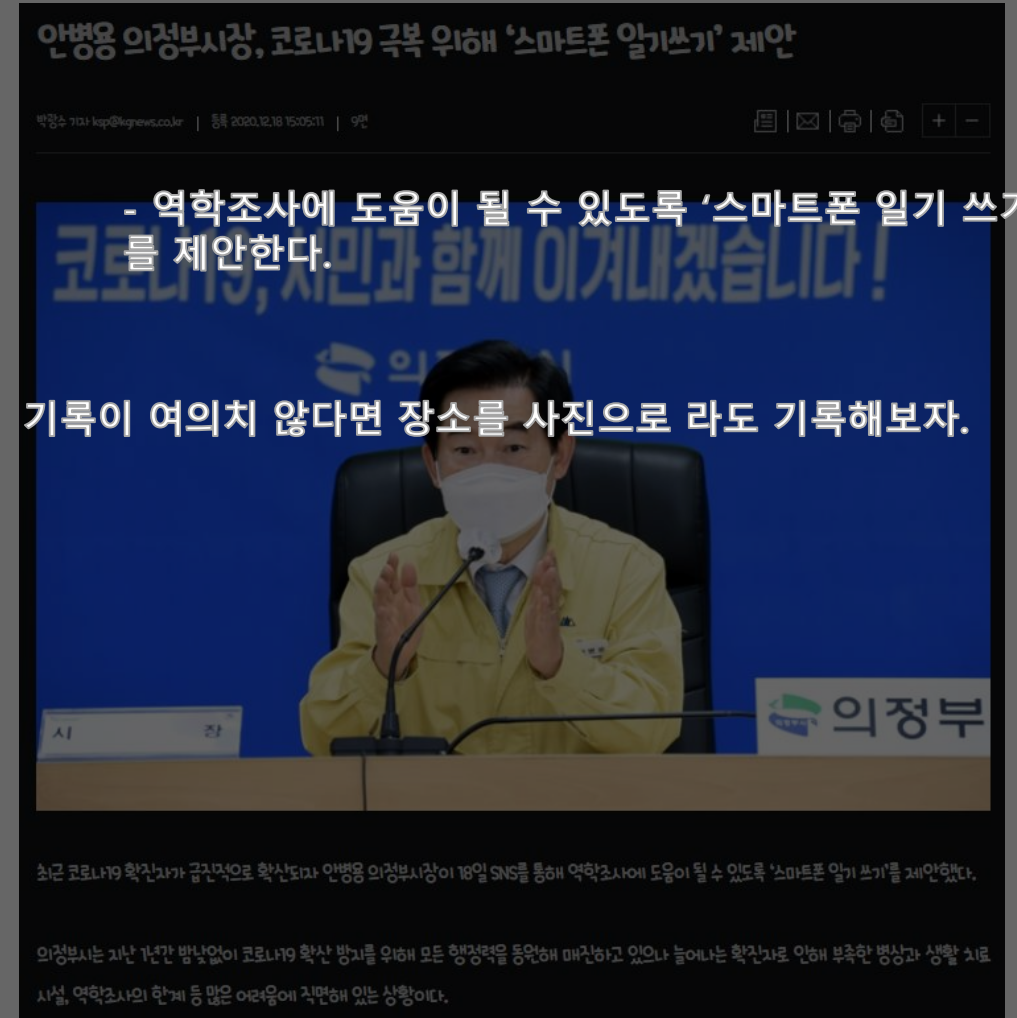 안병용 의정부시장, 코로나19 극복 위해 ‘스마트폰 일기쓰기’ 제안
박광수 기자 ksp@kgnews.co.kr | 등록 2020.12.18 15:05:11 | 9면
- 역학조사에 도움이 될 수 있도록 ‘스마트폰 일기 쓰기
를 제안한다.
코로나19, 시민과 함께 이겨내겠습니다!
기록이 여의치 않다면 장소를 사진으로 라도 기록해보자.
시 장
의정부
최근 코로나19 확진자가 급진적으로 확산되자 안병용 의정부시장이 18일 SNS를 통해 역학조사에 도움이 될 수 있도록 ‘스마트폰 일기 쓰기’를 제안했다.
의정부시는 지난 1년간 밤낮없이 코로나19 확산 방지를 위해 모든 행정력을 동원해 매진하고 있으나 늘어나는 확진자로 인해 부족한 병상과 생활 치료
시설, 역학조사의 한계 등 많은 어려움에 직면해 있는 상황이다.